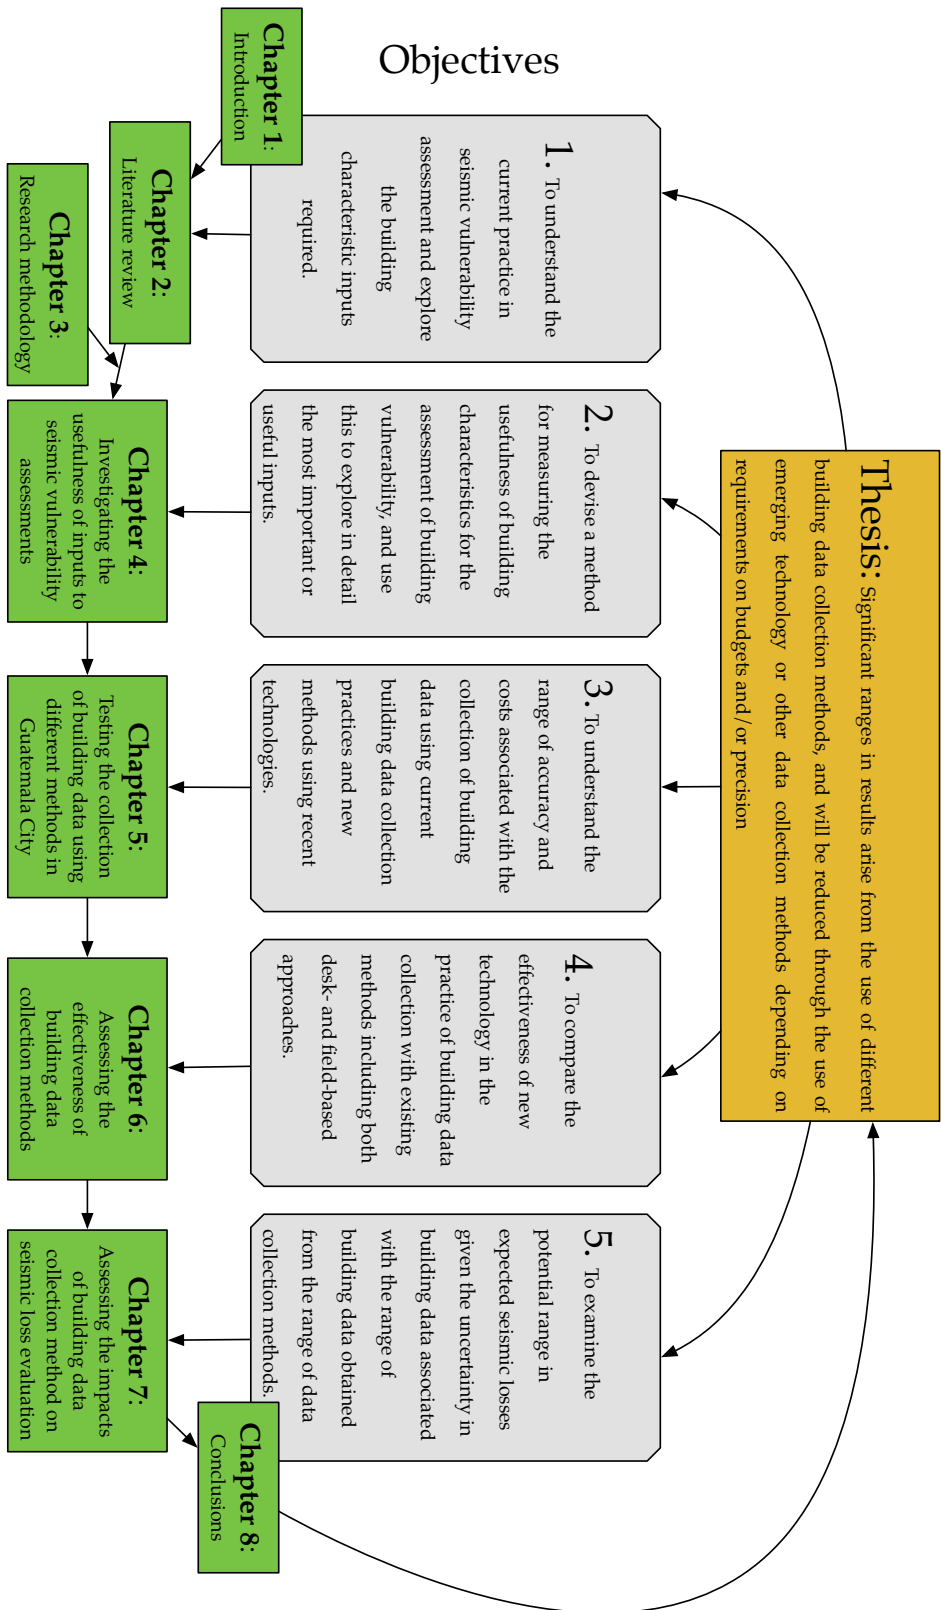 Objectives
Thesis: Significant ranges in results arise from the use of different
building data collection methods, and will be reduced through the use of
emerging technology or other data collection methods depending on
requirements on budgets and/or precision
1. To understand the
current practice in
seismic vulnerability
assessment and explore
the building
characteristic inputs
required.
2. To devise a method
for measuring the
usefulness of building
characteristics for the
assessment of building
vulnerability, and use
this to explore in detail
the most important or
useful inputs.
3. To understand the
range of accuracy and
costs associated with the
collection of building
data using current
building data collection
practices and new
methods using recent
technologies.
4. To compare the
effectiveness of new
technology in the
practice of building data
collection with existing
methods including both
desk- and field-based
approaches.
5. To examine the
potential range in
expected seismic losses
given the uncertainty in
building data associated
with the range of
building data obtained
from the range of data
collection methods.
Chapter 1:
Introduction
Chapter 2:
Literature review
Chapter 3:
Research methodology
Chapter 4:
Investigating the
usefulness of inputs to
seismic vulnerability
assessments
Chapter 5:
Testing the collection
of building data using
different methods in
Guatemala City
Chapter 6:
Assessing the
effectiveness of
building data
collection methods
Chapter 7:
Assessing the impacts
of building data
collection method on
seismic loss evaluation
Chapter 8:
Conclusions